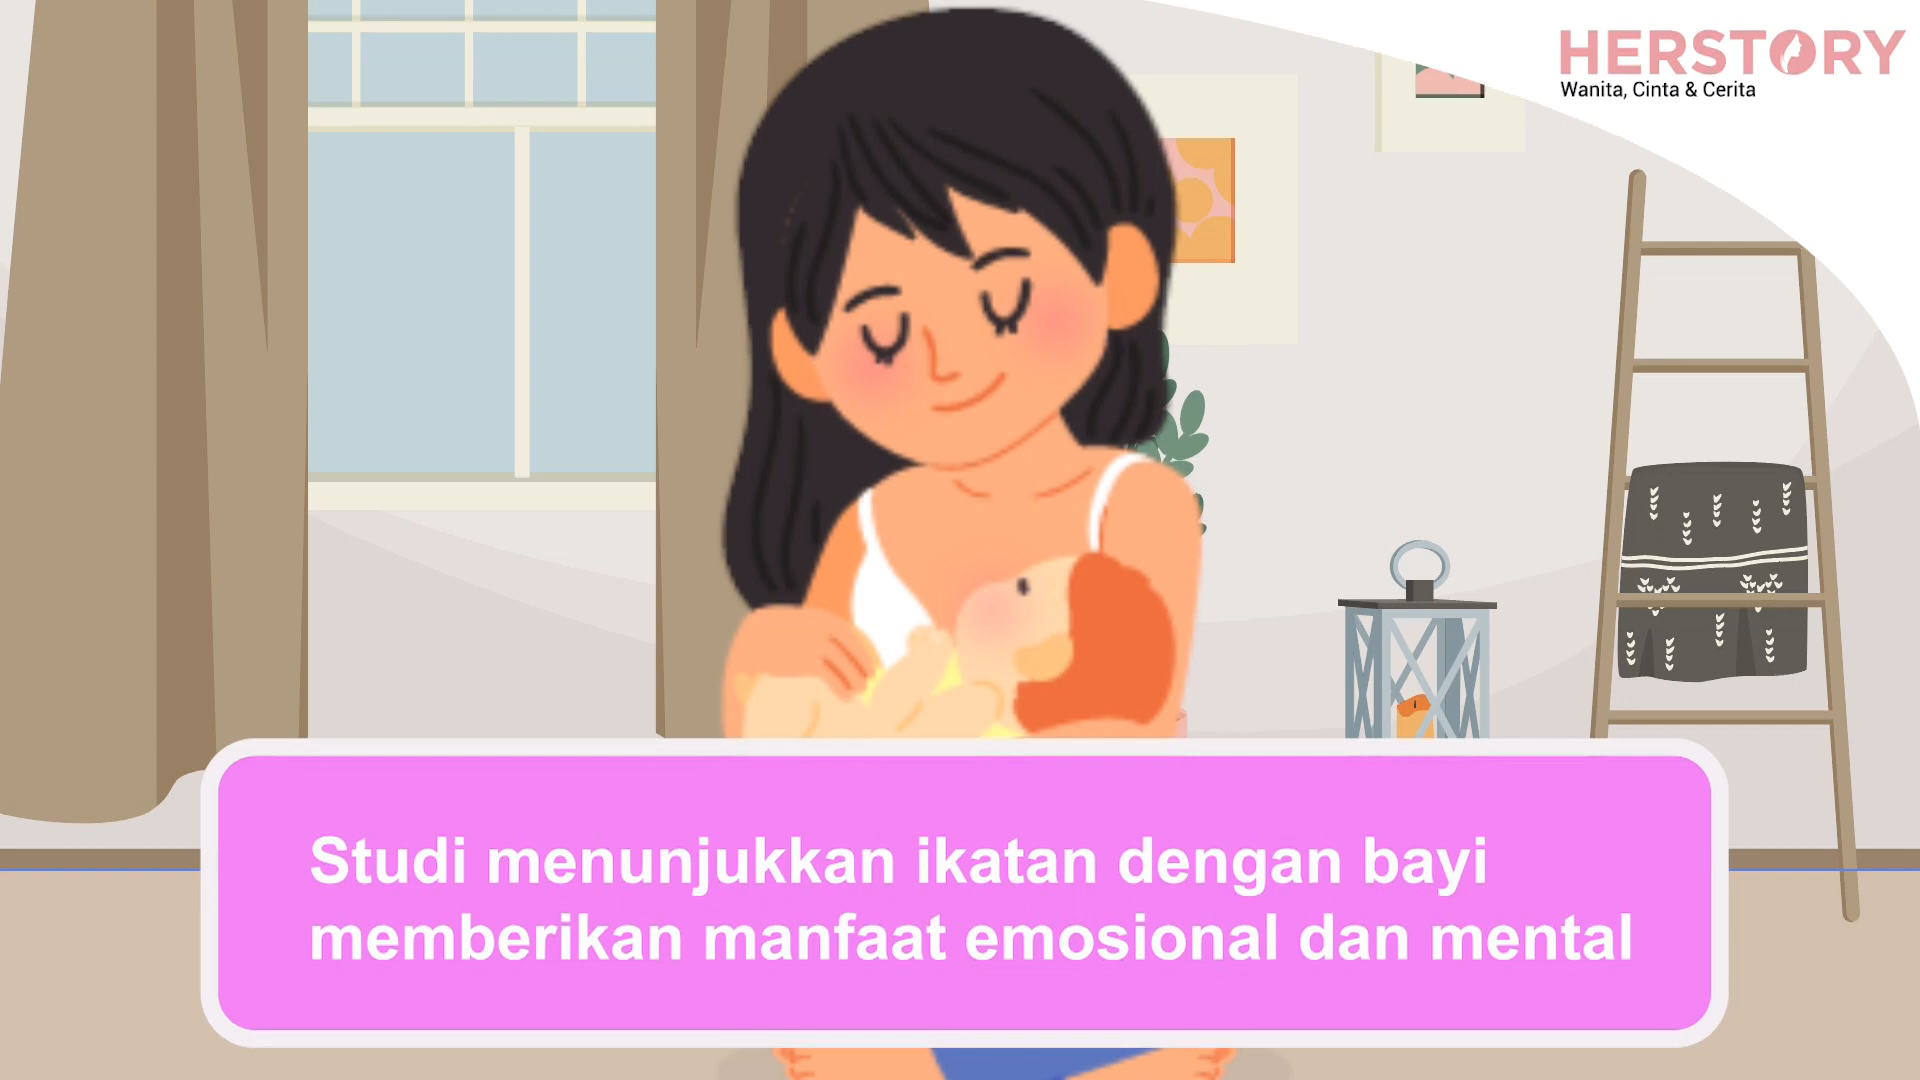 HERSTORY
Wanita, Cinta & Cerita
Studi menunjukkan ikatan dengan bayi
memberikan manfaat emosional dan mental